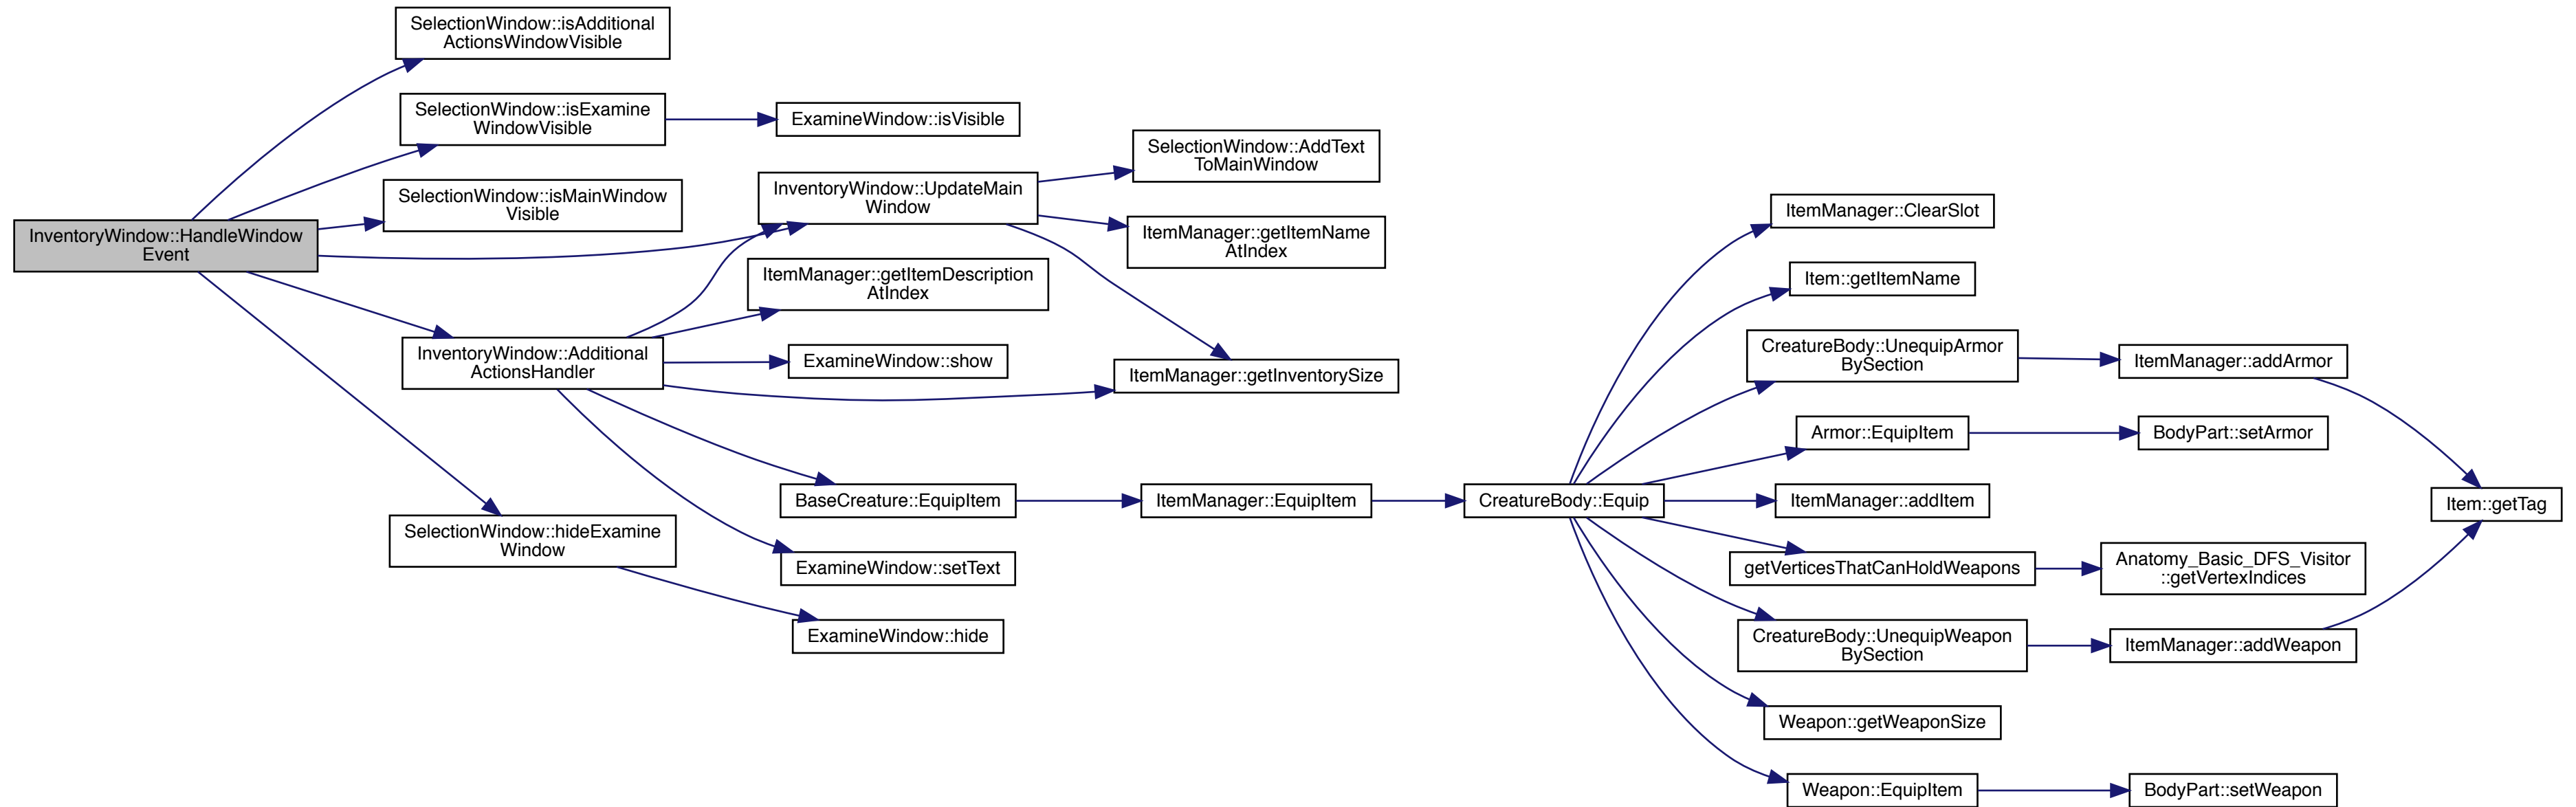 SelectionWindow::isAdditional
ActionsWindowVisible
SelectionWindow::isExamine
WindowVisible
ExamineWindow::isVisible
SelectionWindow::AddText
ToMainWindow
SelectionWindow::isMainWindow
Visible
InventoryWindow::UpdateMain
Window
ItemManager::ClearSlot
InventoryWindow::HandleWindow
Event
ItemManager::getItemName
AtIndex
ItemManager::getItemDescription
AtIndex
Item::getItemName
InventoryWindow::Additional
ActionsHandler
ExamineWindow::show
ItemManager::getInventorySize
CreatureBody::UnequipArmor
BySection
ItemManager::addArmor
Armor::EquipItem
BodyPart::setArmor
BaseCreature::EquipItem
ItemManager::EquipItem
CreatureBody::Equip
ItemManager::addItem
Item::getTag
SelectionWindow::hideExamine
Window
ExamineWindow::setText
getVerticesThatCanHoldWeapons
Anatomy_Basic_DFS_Visitor
::getVertexIndices
ExamineWindow::hide
CreatureBody::UnequipWeapon
BySection
ItemManager::addWeapon
Weapon::getWeaponSize
Weapon::EquipItem
BodyPart::setWeapon